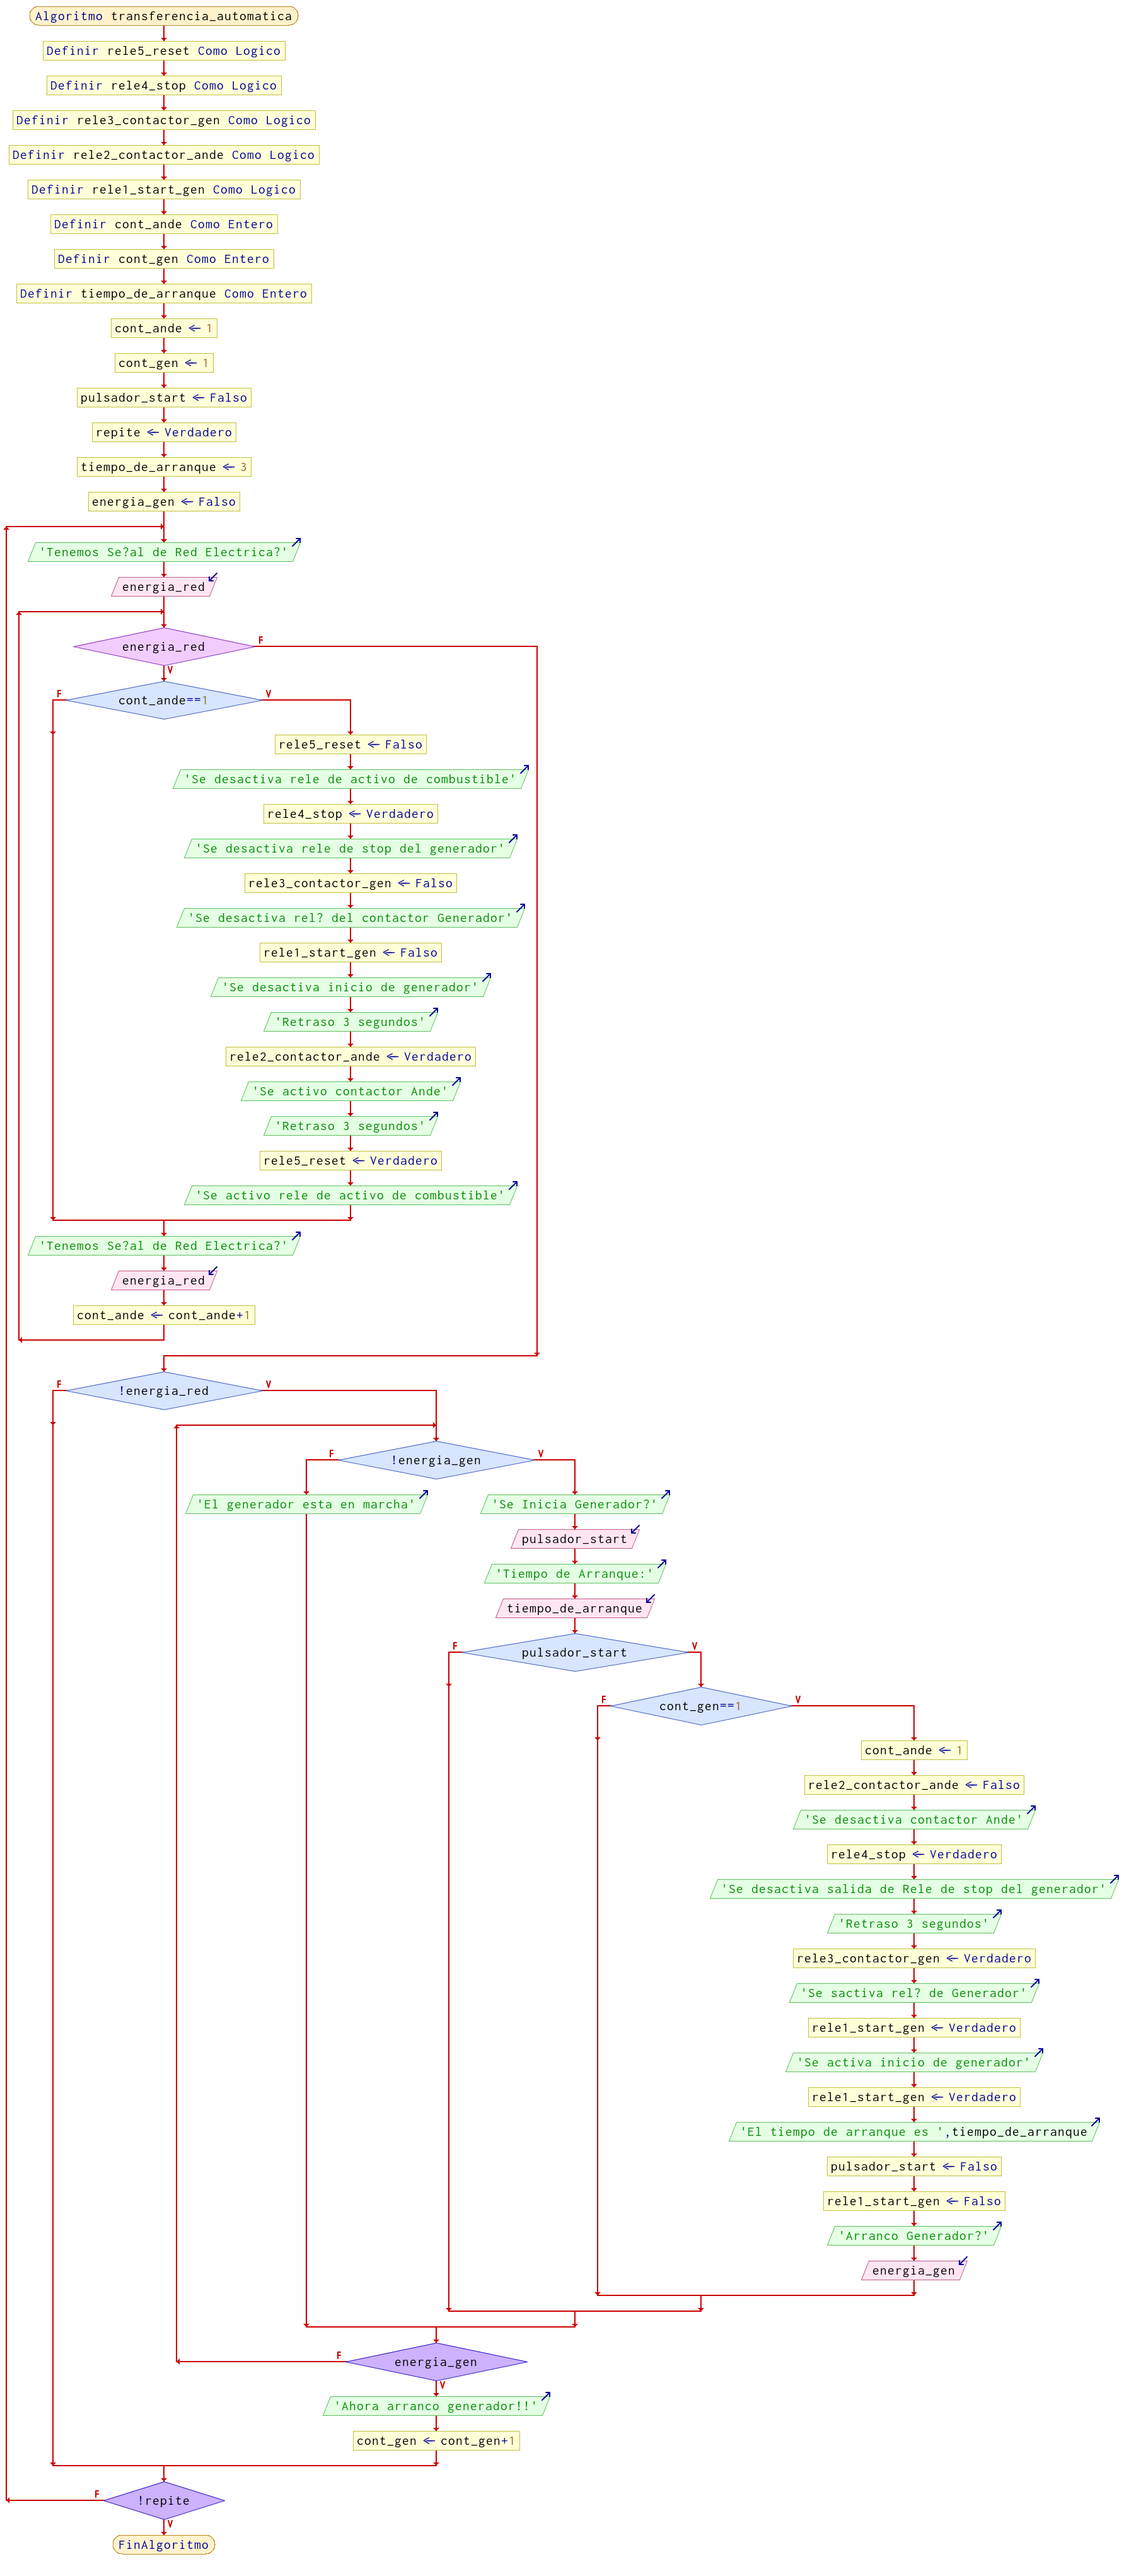 Algoritmo transferencia_automatica
Definir rele5_reset Como Logico
Definir rele4_stop Como Logico
Definir rele3_contactor_gen Como Logico
Definir rele2_contactor_ande Como Logico
Definir rele1_start_gen Como Logico
Definir cont_ande Como Entero
Definir cont_gen Como Entero
Definir tiempo_de_arranque Como Entero
cont_ande ← 1
cont_gen ← 1
pulsador_start ← Falso
repite ← Verdadero
tiempo_de_arranque ← 3
energia_gen ← Falso
'Tenemos Se?al de Red Electrica?'
energia_red
energia_red
F
V
cont_ande==1
F
V
rele5_reset ← Falso
'Se desactiva rele de activo de combustible'
rele4_stop ← Verdadero
'Se desactiva rele de stop del generador'
rele3_contactor_gen ← Falso
'Se desactiva rel? del contactor Generador'
rele1_start_gen ← Falso
'Se desactiva inicio de generador'
'Retraso 3 segundos'
rele2_contactor_ande ← Verdadero
'Se activo contactor Ande'
'Retraso 3 segundos'
rele5_reset ← Verdadero
'Se activo rele de activo de combustible'
'Tenemos Se?al de Red Electrica?'
energia_red
cont_ande ← cont_ande+1
!energia_red
F
V
!energia_gen
F
V
'El generador esta en marcha'
'Se Inicia Generador?'
pulsador_start
'Tiempo de Arranque:'
tiempo_de_arranque
pulsador_start
F
V
cont_gen==1
F
V
cont_ande ← 1
rele2_contactor_ande ← Falso
'Se desactiva contactor Ande'
rele4_stop ← Verdadero
'Se desactiva salida de Rele de stop del generador'
'Retraso 3 segundos'
rele3_contactor_gen ← Verdadero
'Se sactiva rel? de Generador'
rele1_start_gen ← Verdadero
'Se activa inicio de generador'
rele1_start_gen ← Verdadero
'El tiempo de arranque es ',tiempo_de_arranque
pulsador_start ← Falso
rele1_start_gen ← Falso
'Arranco Generador?'
energia_gen
energia_gen
F
V
'Ahora arranco generador!!'
cont_gen ← cont_gen+1
!repite
F
V
FinAlgoritmo